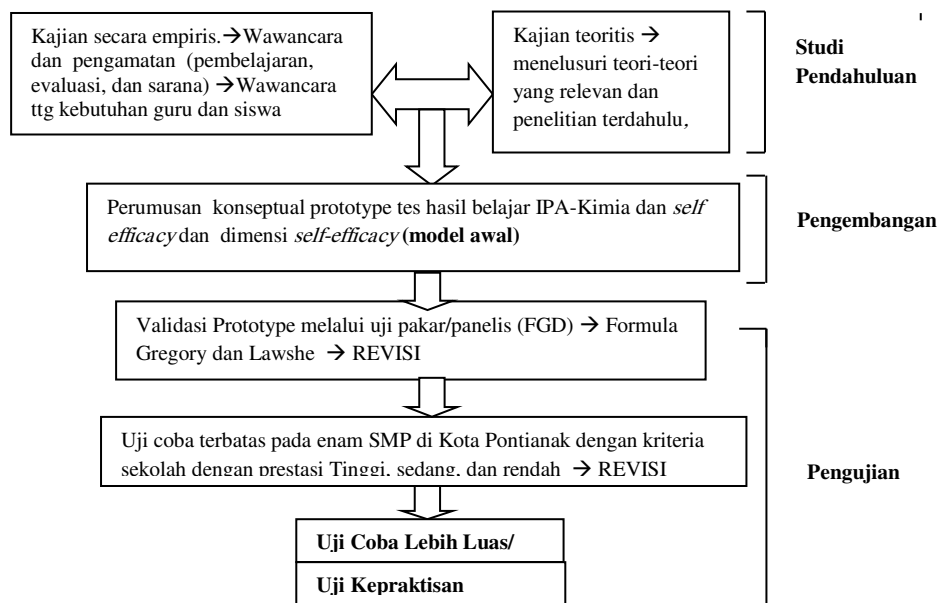 Kajian secara empiris.→Wawancara
dan pengamatan (pembelajaran,
evaluasi, dan sarana) →Wawancara
ttg kebutuhan guru dan siswa
Kajian teoritis →
menelusuri teori-teori
yang relevan dan
penelitian terdahulu,
Studi
Pendahuluan
Perumusan konseptual prototype tes hasil belajar IPA-Kimia dan self
efficacy dan dimensi self-efficacy (model awal)
Pengembangan
Validasi Prototype melalui uji pakar/panelis (FGD) → Formula
Gregory dan Lawshe → REVISI
Uji coba terbatas pada enam SMP di Kota Pontianak dengan kriteria
sekolah dengan prestasi Tinggi, sedang, dan rendah → REVISI
Pengujian
Uji Coba Lebih Luas/
Uji Kepraktisan